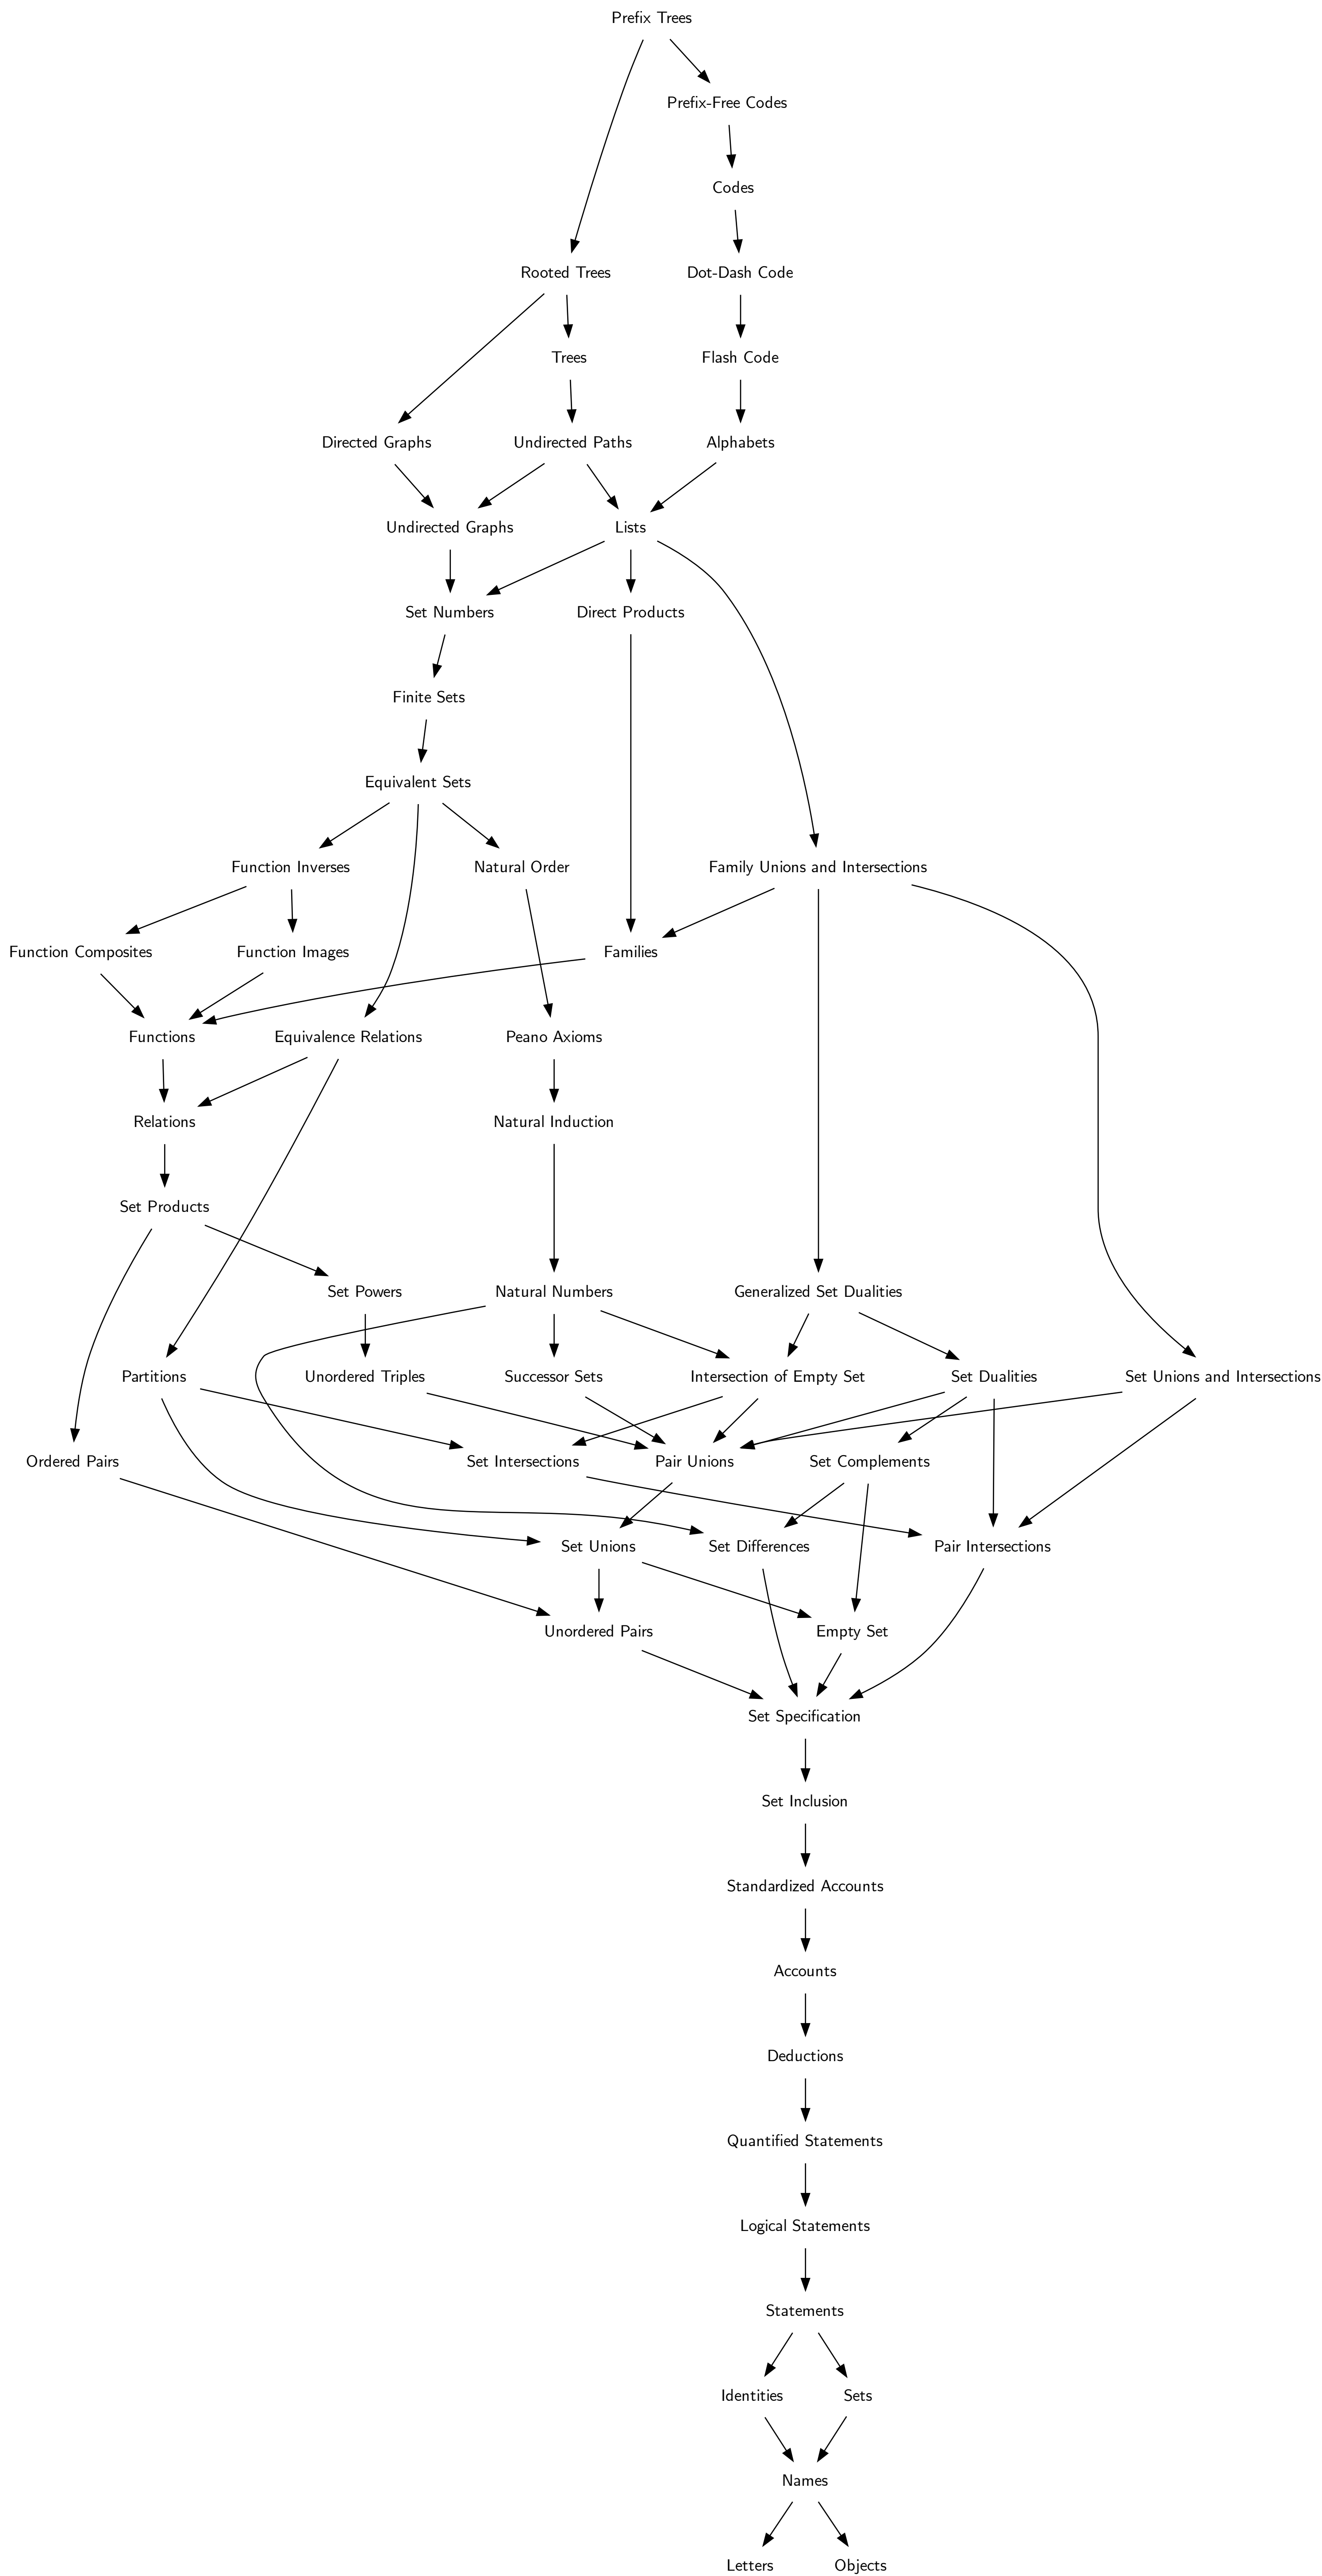 Prefix Trees
Prefix-Free Codes
Codes
Rooted Trees
Dot-Dash Code
Trees
Flash Code
Directed Graphs
Undirected Paths
Alphabets
Undirected Graphs
Lists
Set Numbers
Direct Products
Finite Sets
Equivalent Sets
Function Inverses
Natural Order
Family Unions and Intersections
Function Composites
Function Images
Families
Functions
Equivalence Relations
Peano Axioms
Relations
Natural Induction
Set Products
Set Powers
Natural Numbers
Generalized Set Dualities
Partitions
Unordered Triples
Successor Sets
Intersection of Empty Set
Set Dualities
Set Unions and Intersections
Ordered Pairs
Set Intersections
Pair Unions
Set Complements
Set Unions
Set Differences
Pair Intersections
Unordered Pairs
Empty Set
Set Specification
Set Inclusion
Standardized Accounts
Accounts
Deductions
Quantified Statements
Logical Statements
Statements
Identities
Sets
Names
Letters
Objects